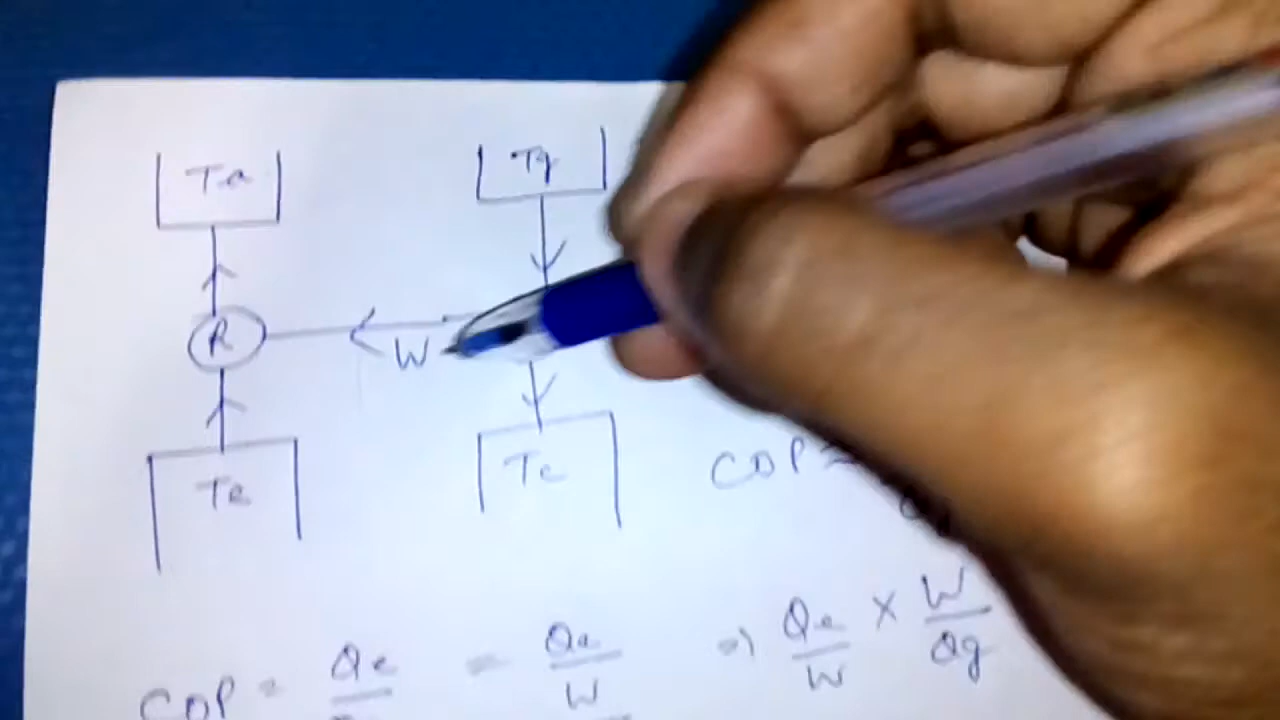 Ta Tg
R
W
Te Tc
COP =
COP = Qe = Qe/W ⇒ Qe/W × W/Qg